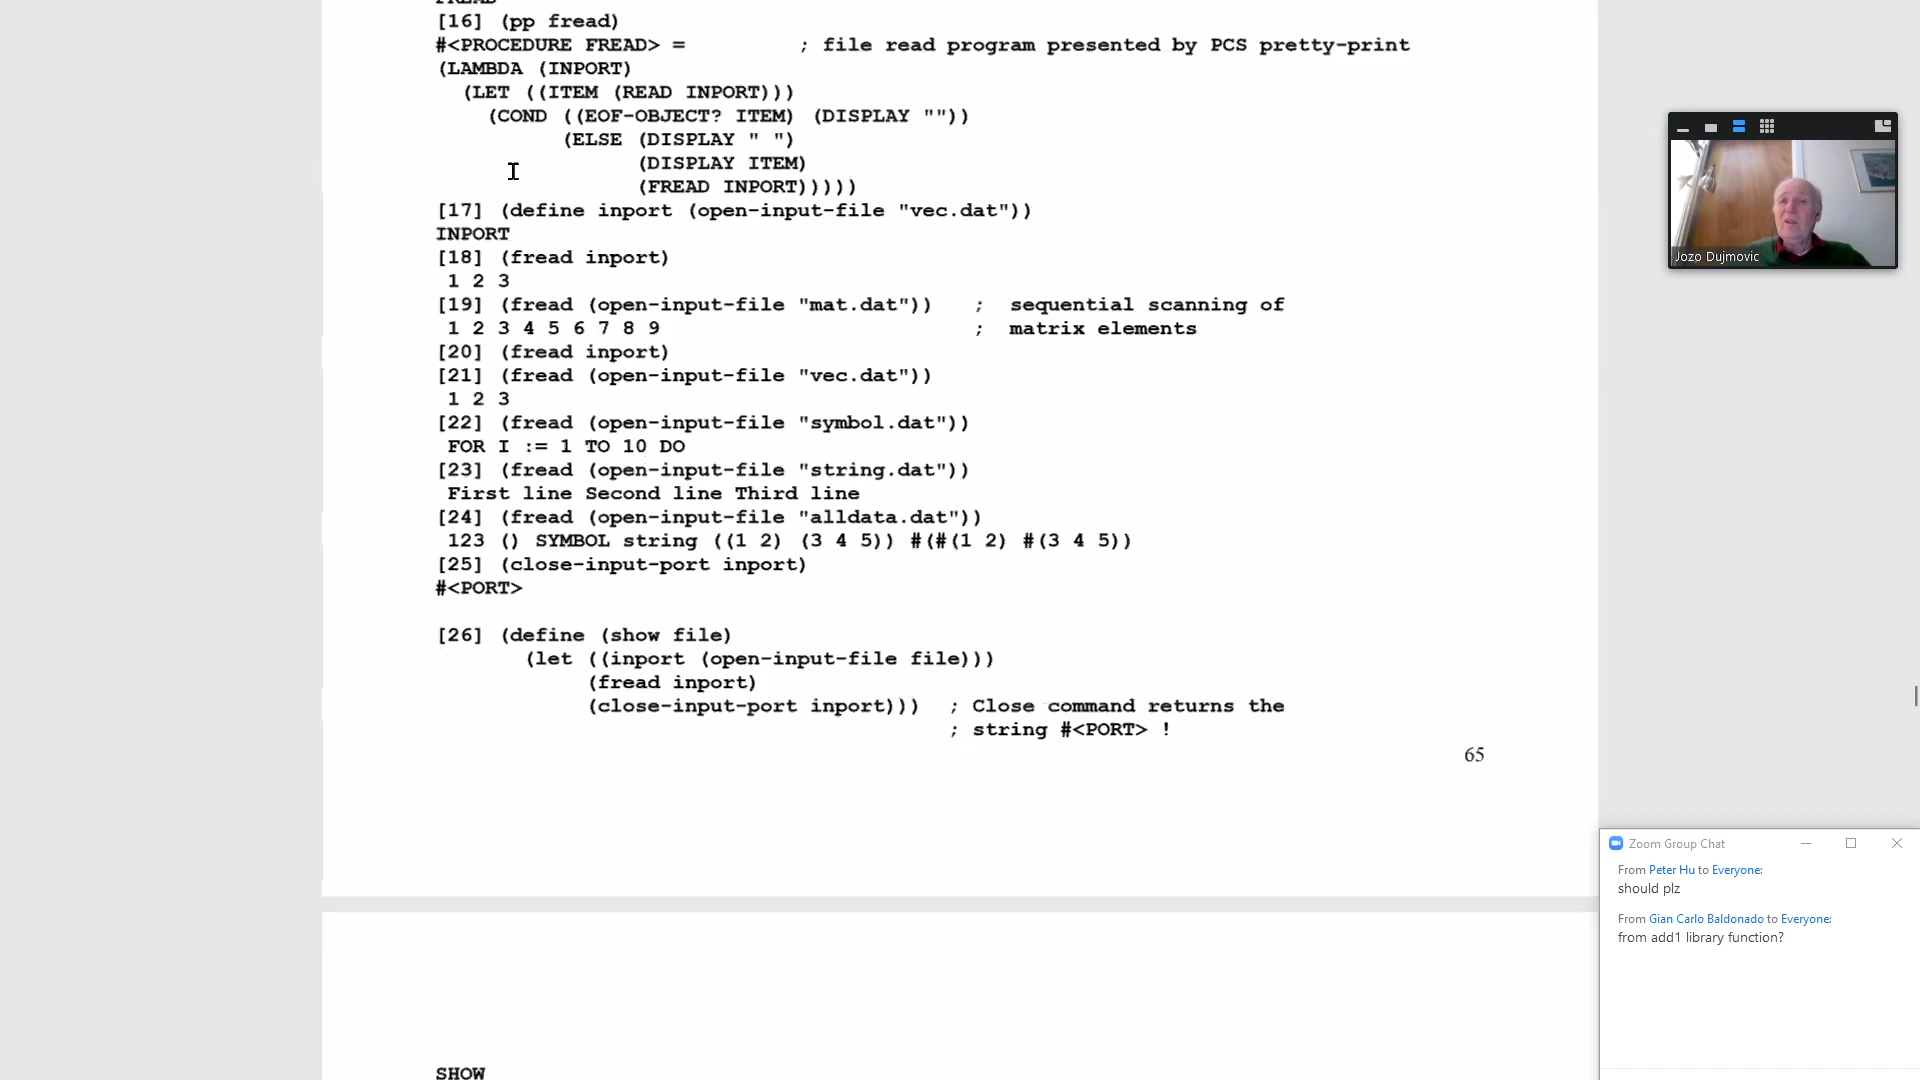 FREAD
[16] (pp fread)
#<PROCEDURE FREAD> =         ; file read program presented by PCS pretty-print
(LAMBDA (INPORT)
  (LET ((ITEM (READ INPORT)))
    (COND ((EOF-OBJECT? ITEM) (DISPLAY ""))
          (ELSE (DISPLAY " ")
                (DISPLAY ITEM)
                (FREAD INPORT)))))
[17] (define inport (open-input-file "vec.dat"))
INPORT
[18] (fread inport)
 1 2 3
[19] (fread (open-input-file "mat.dat"))   ;  sequential scanning of
 1 2 3 4 5 6 7 8 9                         ;  matrix elements
[20] (fread inport)
[21] (fread (open-input-file "vec.dat"))
 1 2 3
[22] (fread (open-input-file "symbol.dat"))
 FOR I := 1 TO 10 DO
[23] (fread (open-input-file "string.dat"))
 First line Second line Third line
[24] (fread (open-input-file "alldata.dat"))
 123 () SYMBOL string ((1 2) (3 4 5)) #(#(1 2) #(3 4 5))
[25] (close-input-port inport)
#<PORT>
[26] (define (show file)
       (let ((inport (open-input-file file)))
            (fread inport)
            (close-input-port inport)))  ; Close command returns the
                                         ; string #<PORT> !
65
SHOW
Jozo Dujmovic
Zoom Group Chat
From Peter Hu to Everyone:
should plz
From Gian Carlo Baldonado to Everyone:
from add1 library function?